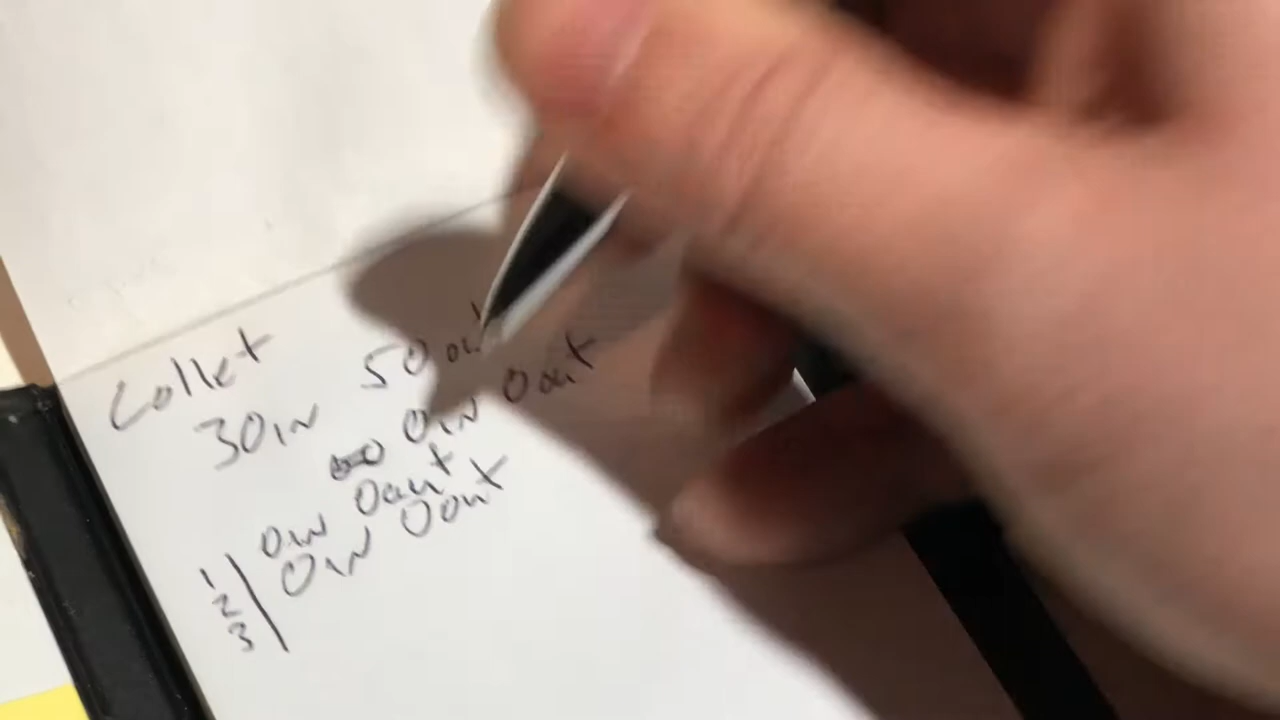 Collet
30in 50out
0in 0out
1 0in 0out
2 0in 0out
3